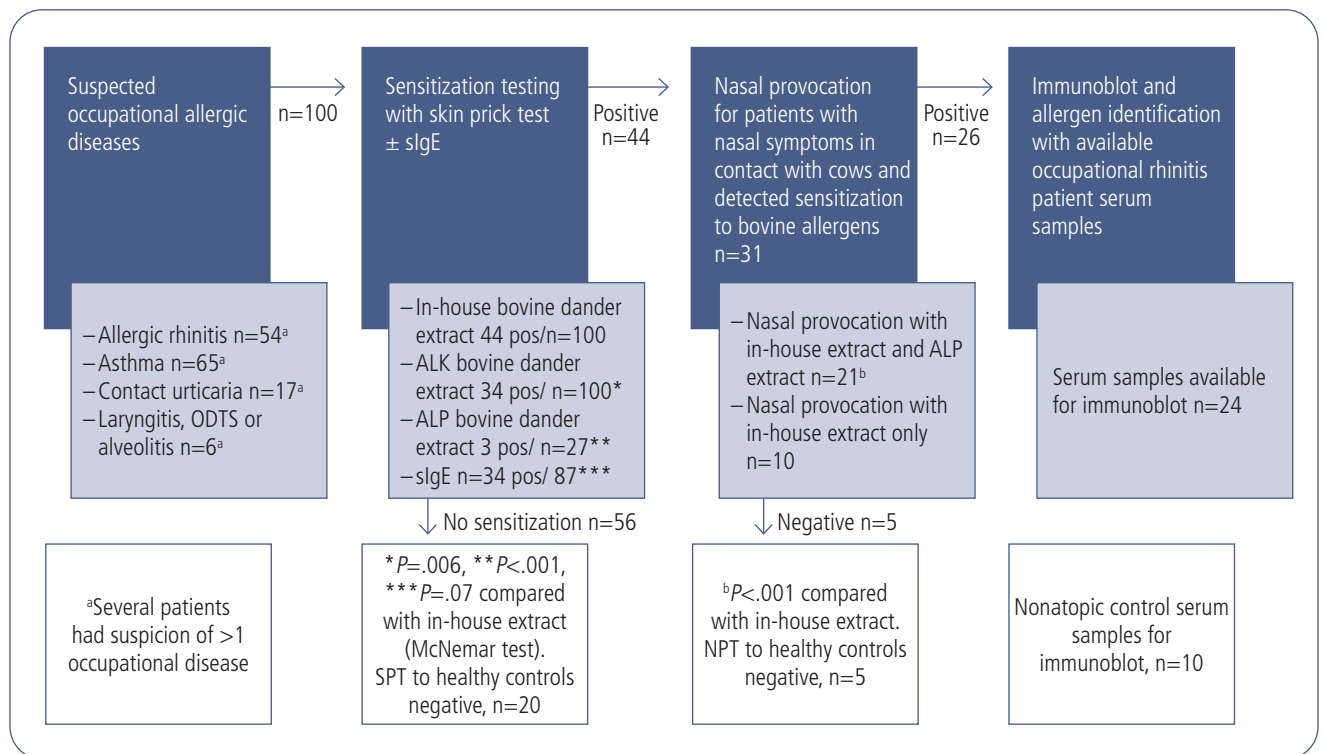 Suspected
occupational allergic
diseases
n=100
Sensitization testing
with skin prick test
± sIgE
Positive
n=44
Nasal provocation
for patients with
nasal symptoms in
contact with cows and
detected sensitization
to bovine allergens
n=31
Positive
n=26
Immunoblot and
allergen identification
with available
occupational rhinitis
patient serum
samples
–Allergic rhinitis n=54ᵃ
–Asthma n=65ᵃ
–Contact urticaria n=17ᵃ
–Laryngitis, ODTS or
alveolitis n=6ᵃ
–In-house bovine dander
extract 44 pos/n=100
–ALK bovine dander
extract 34 pos/ n=100*
–ALP bovine dander
extract 3 pos/ n=27**
–sIgE n=34 pos/ 87***
–Nasal provocation with
in-house extract and ALP
extract n=21ᵇ
–Nasal provocation with
in-house extract only
n=10
Serum samples available
for immunoblot n=24
No sensitization n=56
Negative n=5
ᵃSeveral patients
had suspicion of >1
occupational disease
*P=.006, **P<.001,
***P=.07 compared
with in-house extract
(McNemar test).
SPT to healthy controls
negative, n=20
ᵇP<.001 compared
with in-house extract.
NPT to healthy controls
negative, n=5
Nonatopic control serum
samples for
immunoblot, n=10